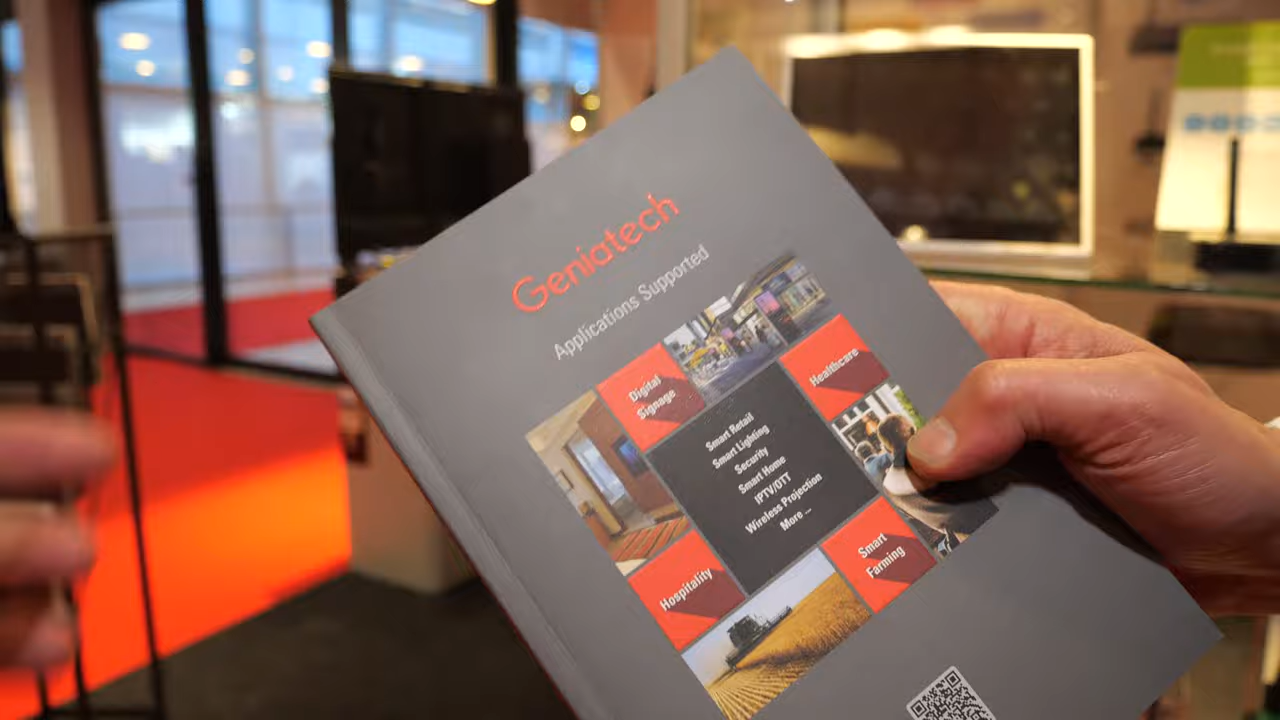 Geniatech
Applications Supported
Digital
Signage
Healthcare
Smart Retail
Smart Lighting
Security
Smart Home
IPTV/OTT
Wireless Projection
More ...
Hospitality
Smart
Farming